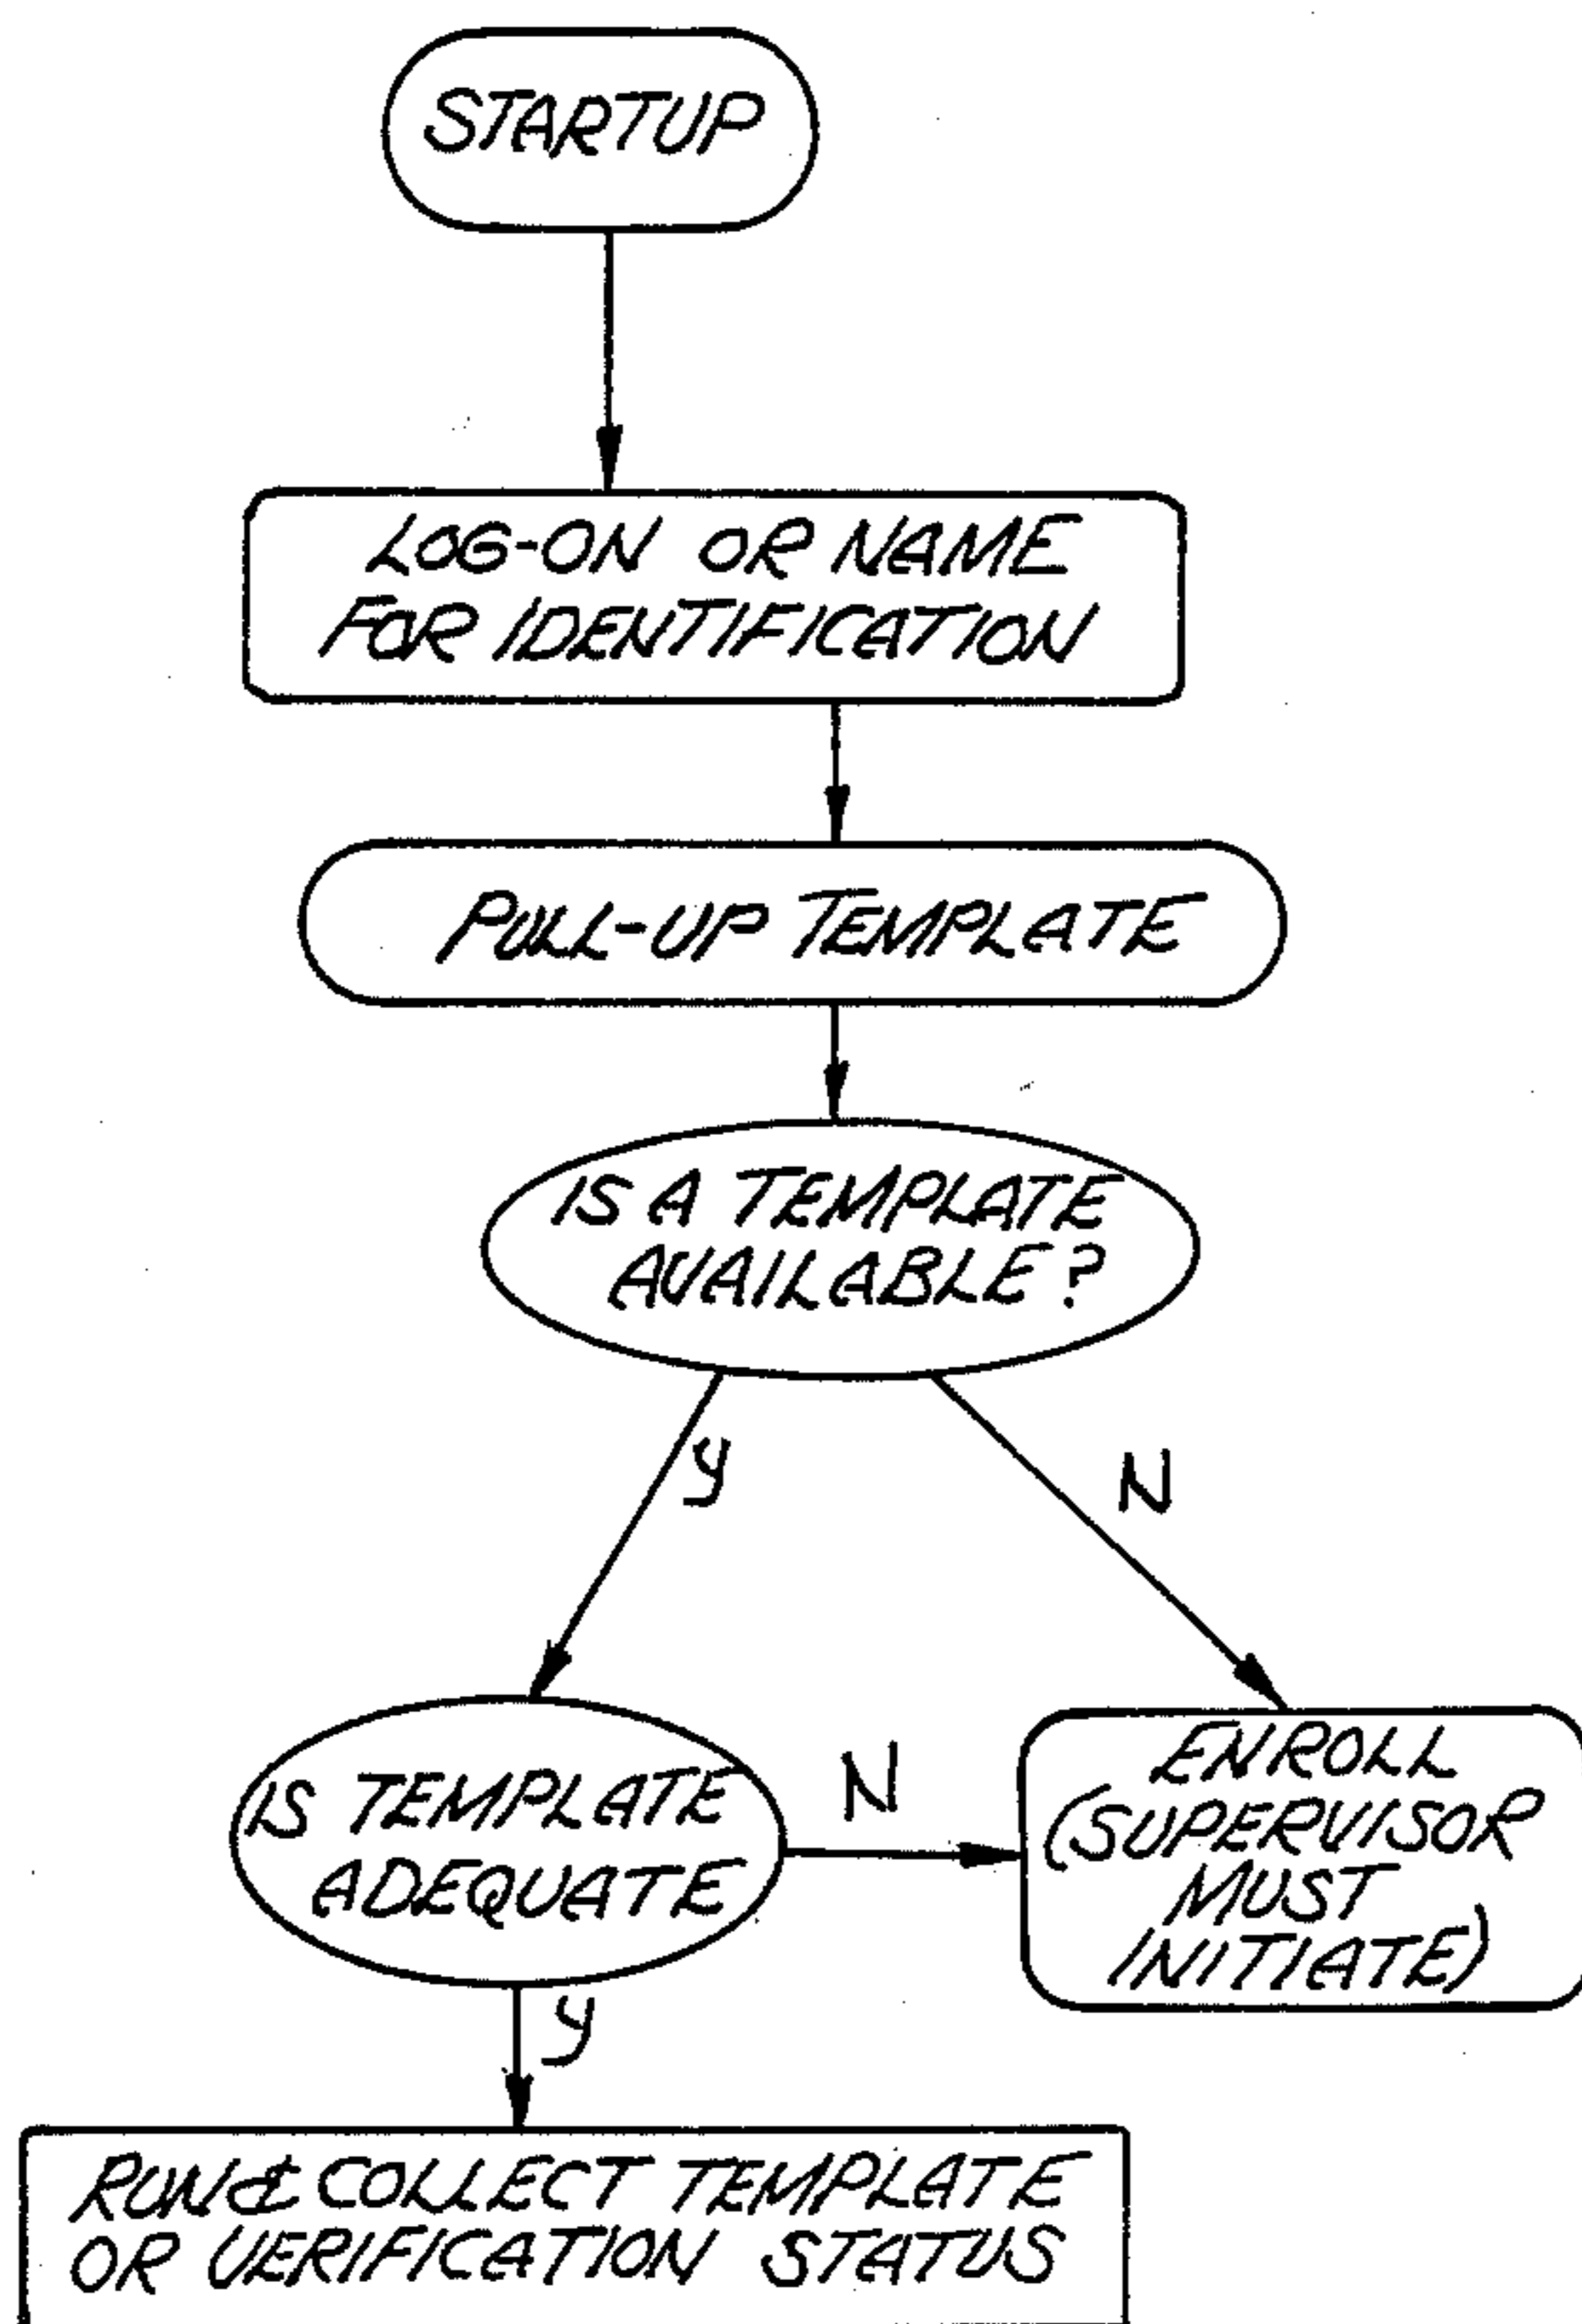 STARTUP
LOG-ON OR NAME
FOR IDENTIFICATION
PULL-UP TEMPLATE
IS A TEMPLATE
AVAILABLE?
Y
N
IS TEMPLATE
ADEQUATE
N
ENROLL
(SUPERVISOR
MUST
INITIATE)
Y
RUN & COLLECT TEMPLATE
OR VERIFICATION STATUS